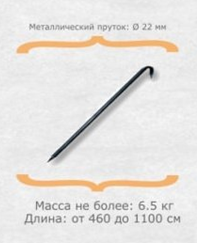 Металлический пруток: Ø 22 мм
Масса не более: 6.5 кг
Длина: от 460 до 1100 см